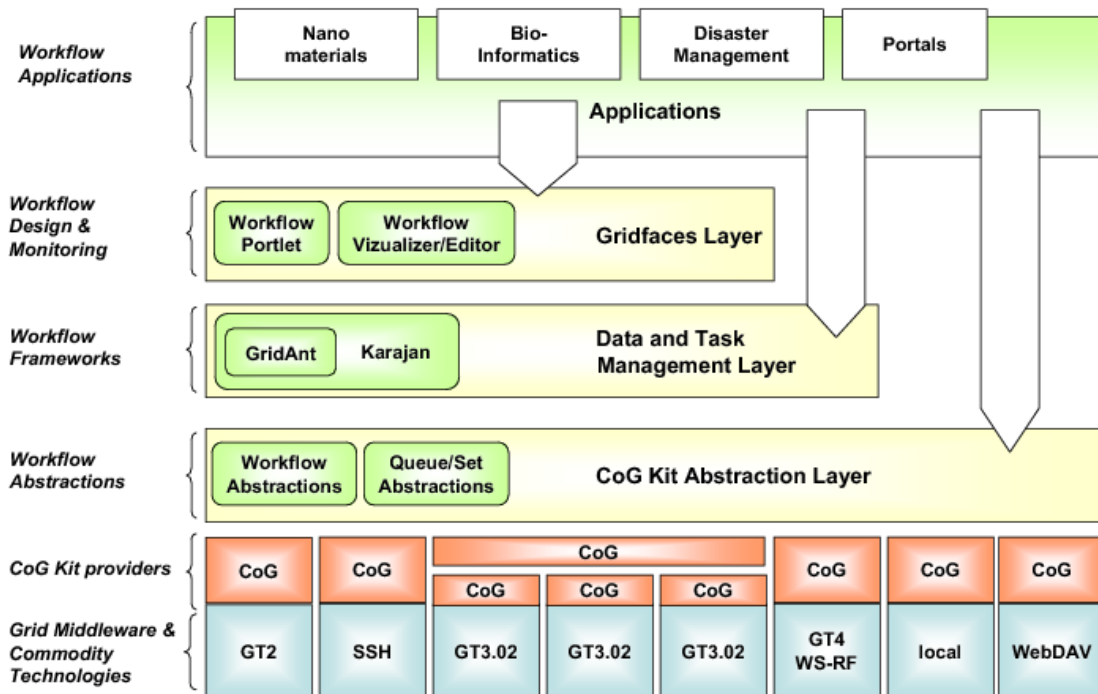 Workflow
Applications
Nano
materials
Bio-
Informatics
Disaster
Management
Portals
Applications
Workflow
Design &
Monitoring
Workflow
Portlet
Workflow
Vizualizer/Editor
Gridfaces Layer
Workflow
Frameworks
GridAnt
Karajan
Data and Task
Management Layer
Workflow
Abstractions
Workflow
Abstractions
Queue/Set
Abstractions
CoG Kit Abstraction Layer
CoG Kit providers
CoG
CoG
CoG
CoG
CoG
CoG
CoG
CoG
CoG
Grid Middleware &
Commodity
Technologies
GT2
SSH
GT3.02
GT3.02
GT3.02
GT4
WS-RF
local
WebDAV